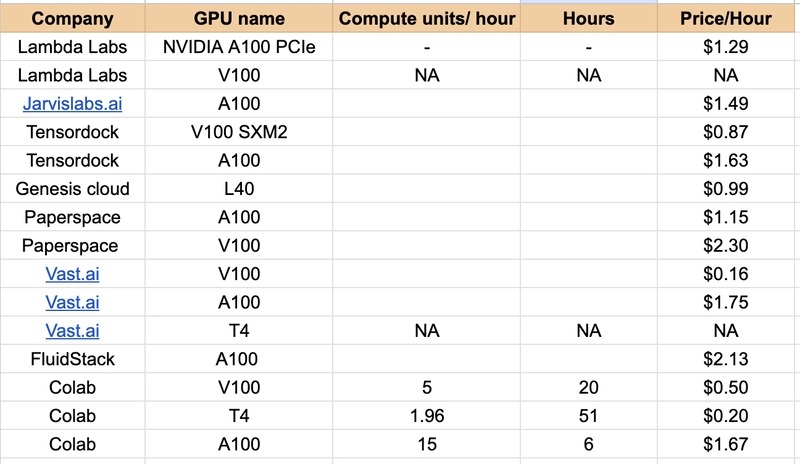 Company GPU name Compute units/ hour Hours Price/Hour
Lambda Labs NVIDIA A100 PCIe - - $1.29
Lambda Labs V100 NA NA NA
Jarvislabs.ai A100 $1.49
Tensordock V100 SXM2 $0.87
Tensordock A100 $1.63
Genesis cloud L40 $0.99
Paperspace A100 $1.15
Paperspace V100 $2.30
Vast.ai V100 $0.16
Vast.ai A100 $1.75
Vast.ai T4 NA NA NA
FluidStack A100 $2.13
Colab V100 5 20 $0.50
Colab T4 1.96 51 $0.20
Colab A100 15 6 $1.67